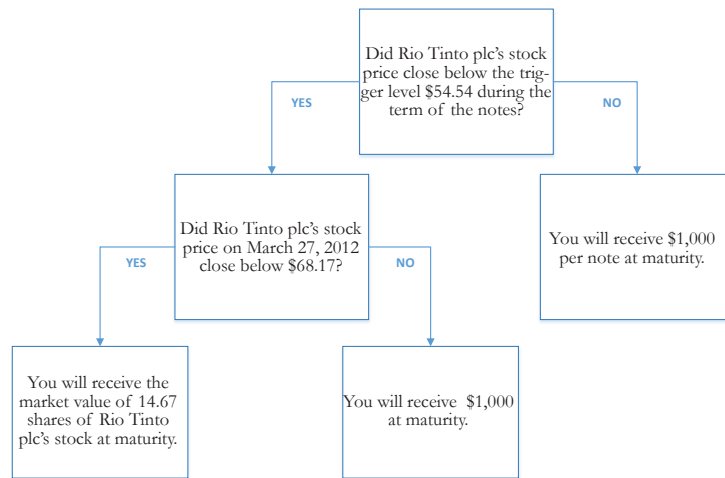 Did Rio Tinto plc's stock
price close below the trig-
ger level $54.54 during the
term of the notes?
YES
NO
Did Rio Tinto plc's stock
price on March 27, 2012
close below $68.17?
You will receive $1,000
per note at maturity.
YES
NO
You will receive the
market value of 14.67
shares of Rio Tinto
plc's stock at maturity.
You will receive $1,000
at maturity.